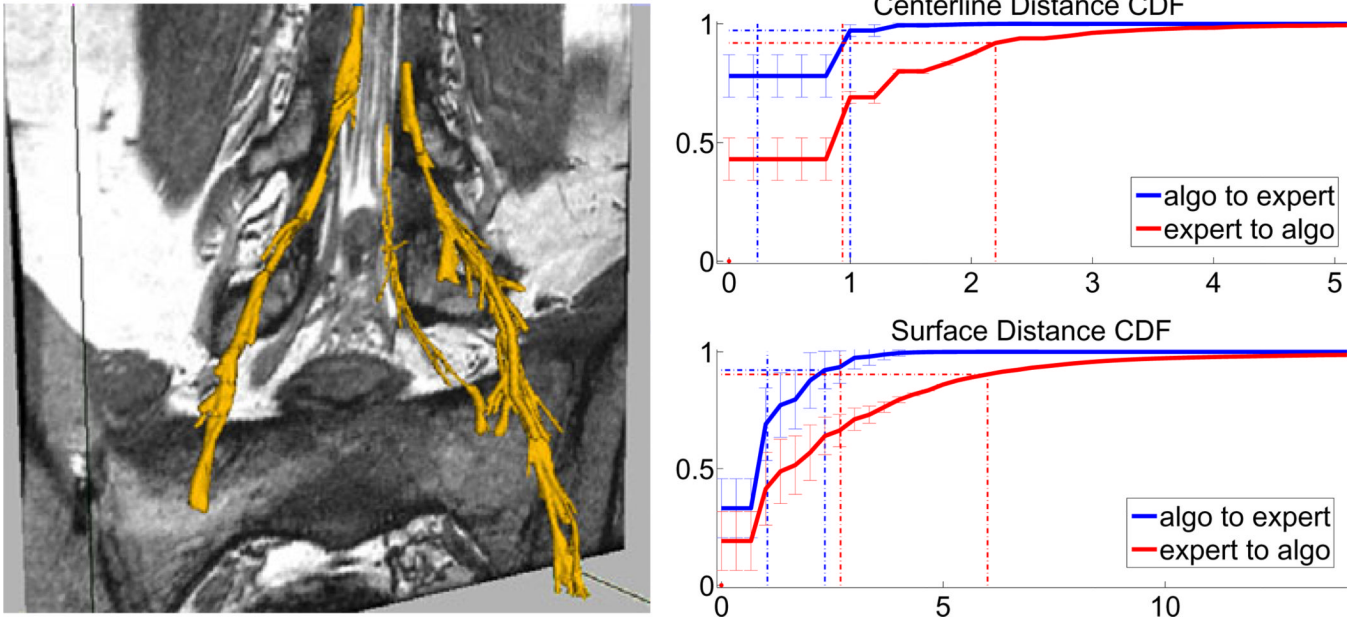 Centerline Distance CDF
1
0.5
0
algo to expert
expert to algo
0 1 2 3 4 5
Surface Distance CDF
1
0.5
0
algo to expert
expert to algo
0 5 10